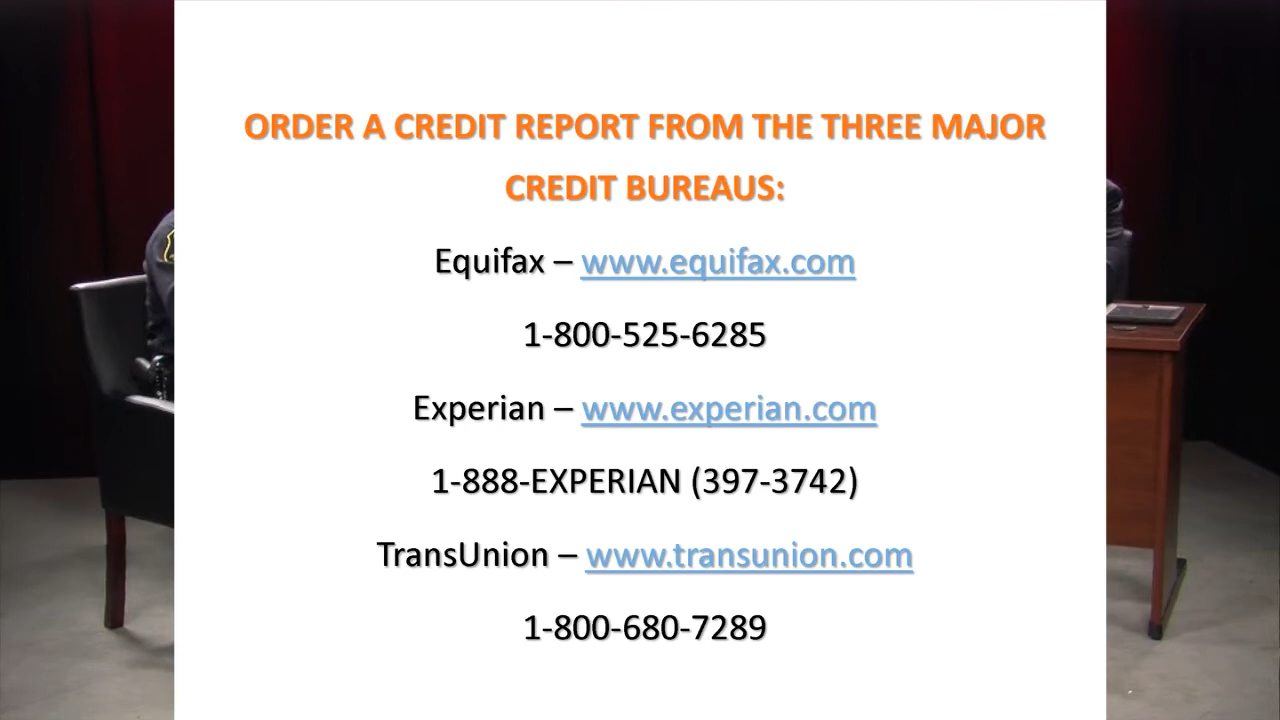 ORDER A CREDIT REPORT FROM THE THREE MAJOR
CREDIT BUREAUS:
Equifax – www.equifax.com
1-800-525-6285
Experian – www.experian.com
1-888-EXPERIAN (397-3742)
TransUnion – www.transunion.com
1-800-680-7289